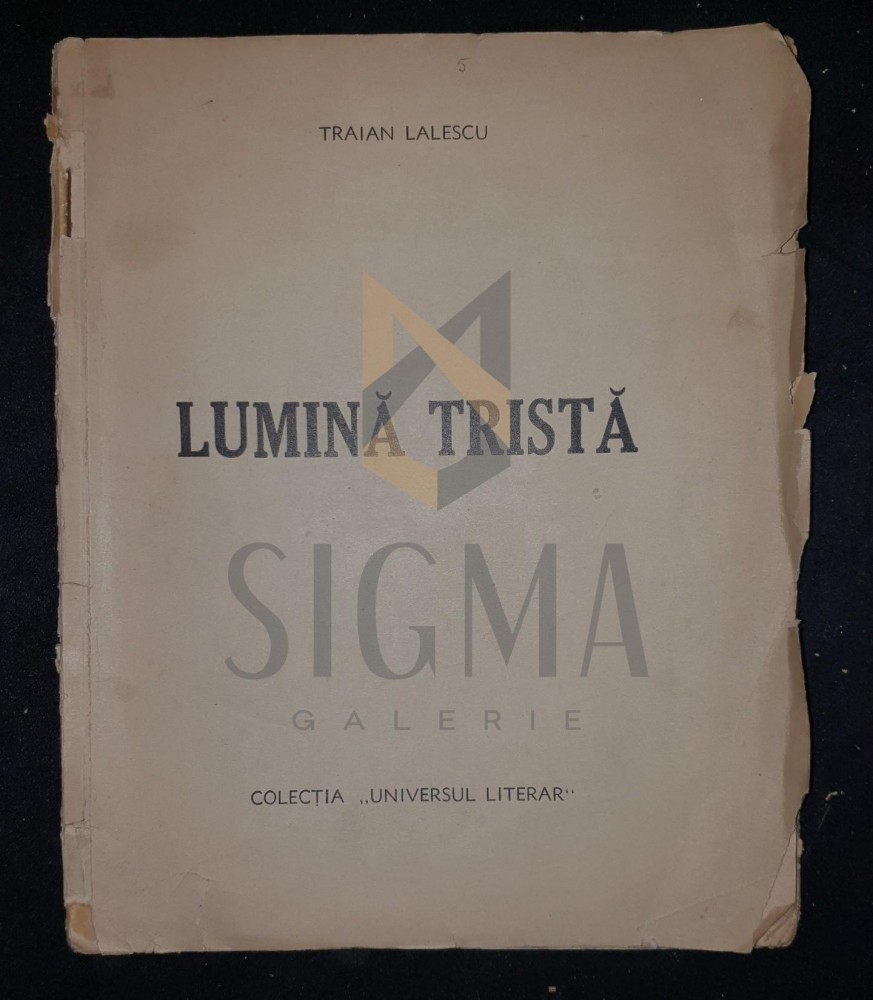 5
TRAIAN LALESCU
LUMINĂ TRISTĂ
SIGMA
GALERIE
COLECȚIA „UNIVERSUL LITERAR“